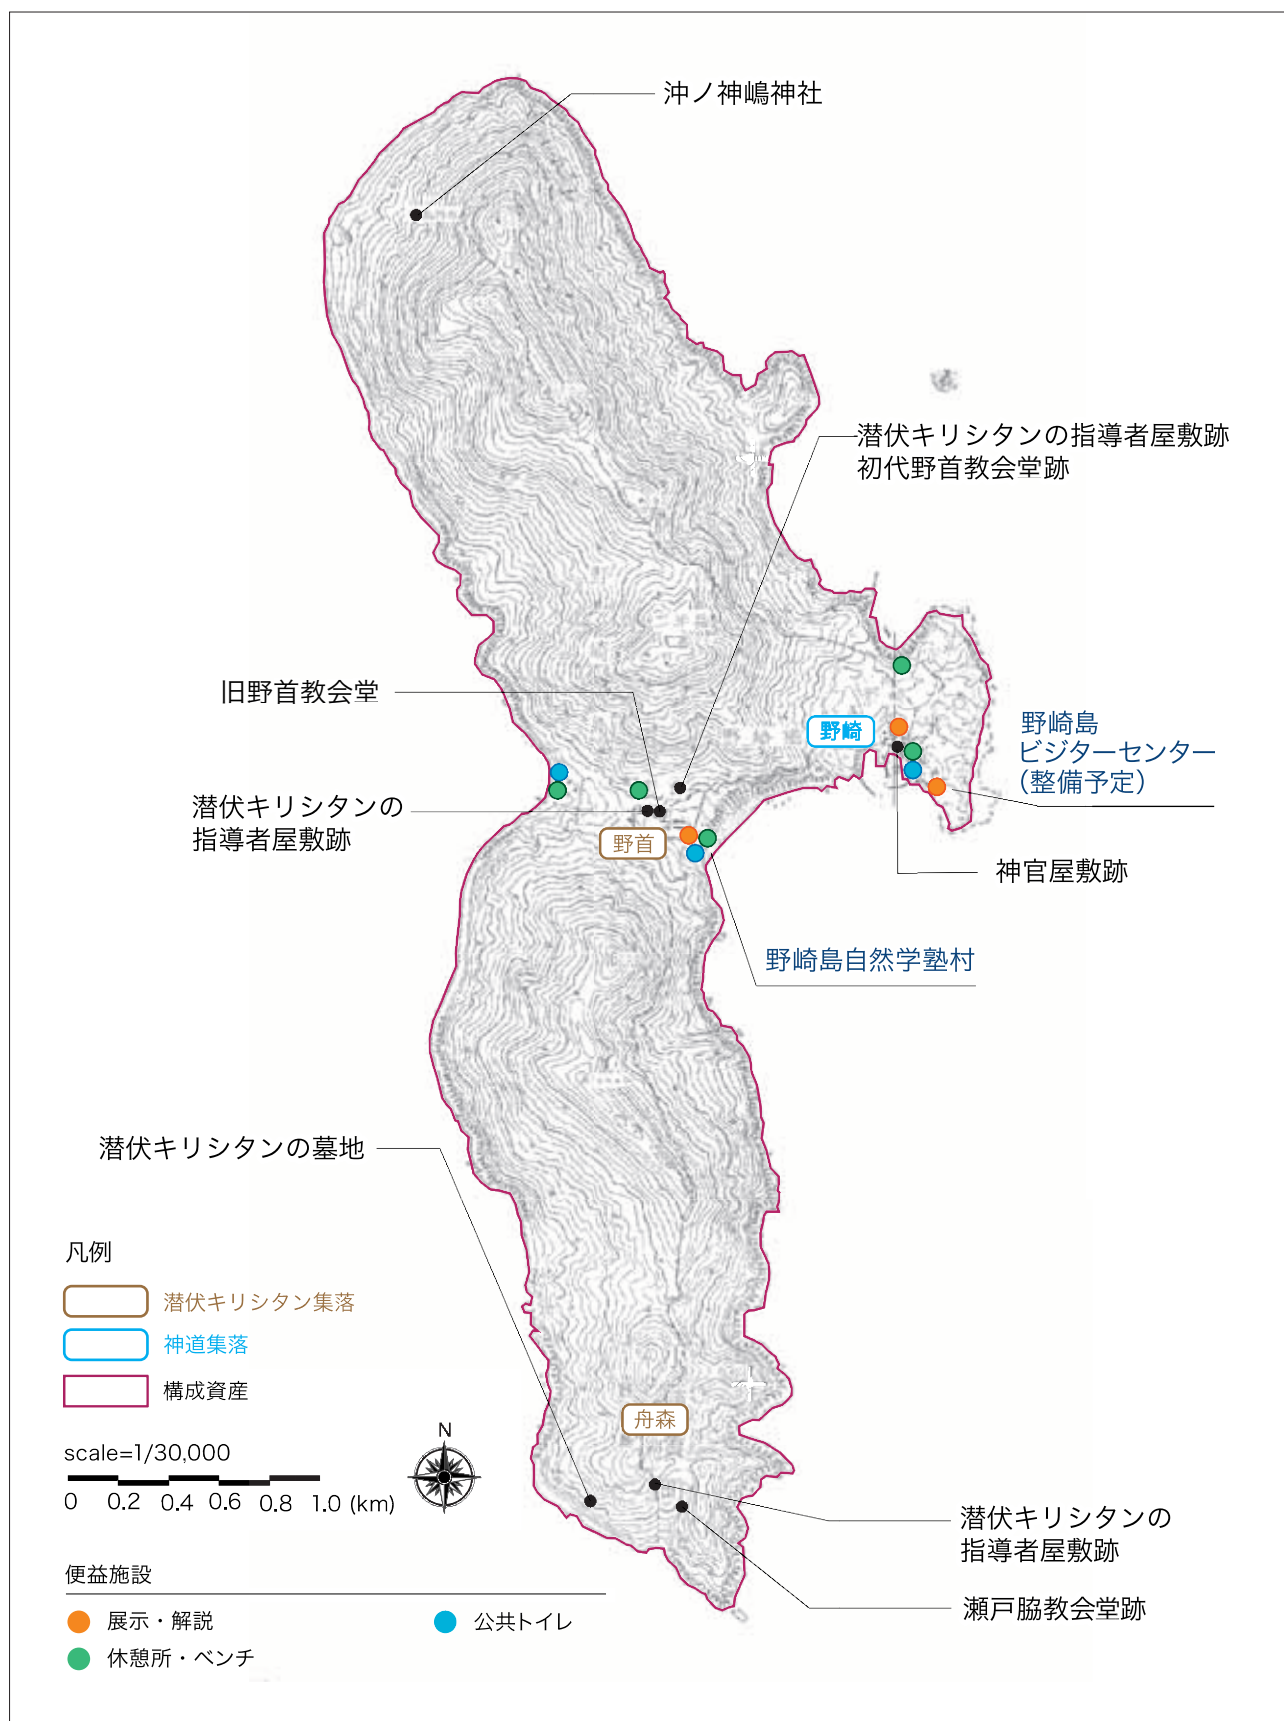 沖ノ神嶋神社
潜伏キリシタンの指導者屋敷跡
初代野首教会堂跡
旧野首教会堂
野崎
野崎島
ビジターセンター
(整備予定)
潜伏キリシタンの
指導者屋敷跡
野首
神官屋敷跡
野崎島自然学塾村
潜伏キリシタンの墓地
凡例
潜伏キリシタン集落
神道集落
構成資産
舟森
scale=1/30,000
0 0.2 0.4 0.6 0.8 1.0 (km)
N
潜伏キリシタンの
指導者屋敷跡
瀬戸脇教会堂跡
便益施設
展示・解説
公共トイレ
休憩所・ベンチ